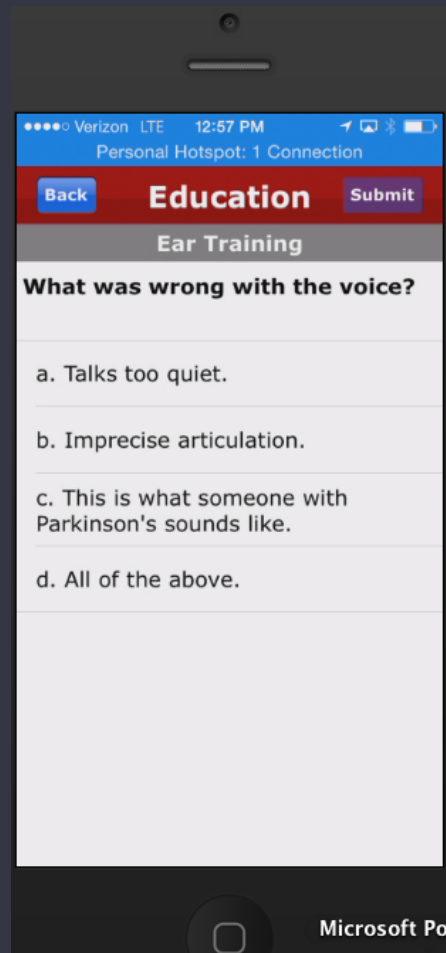 Verizon LTE 12:57 PM
Personal Hotspot: 1 Connection
Back Education Submit
Ear Training
What was wrong with the voice?
a. Talks too quiet.
b. Imprecise articulation.
c. This is what someone with
Parkinson's sounds like.
d. All of the above.
Microsoft Po